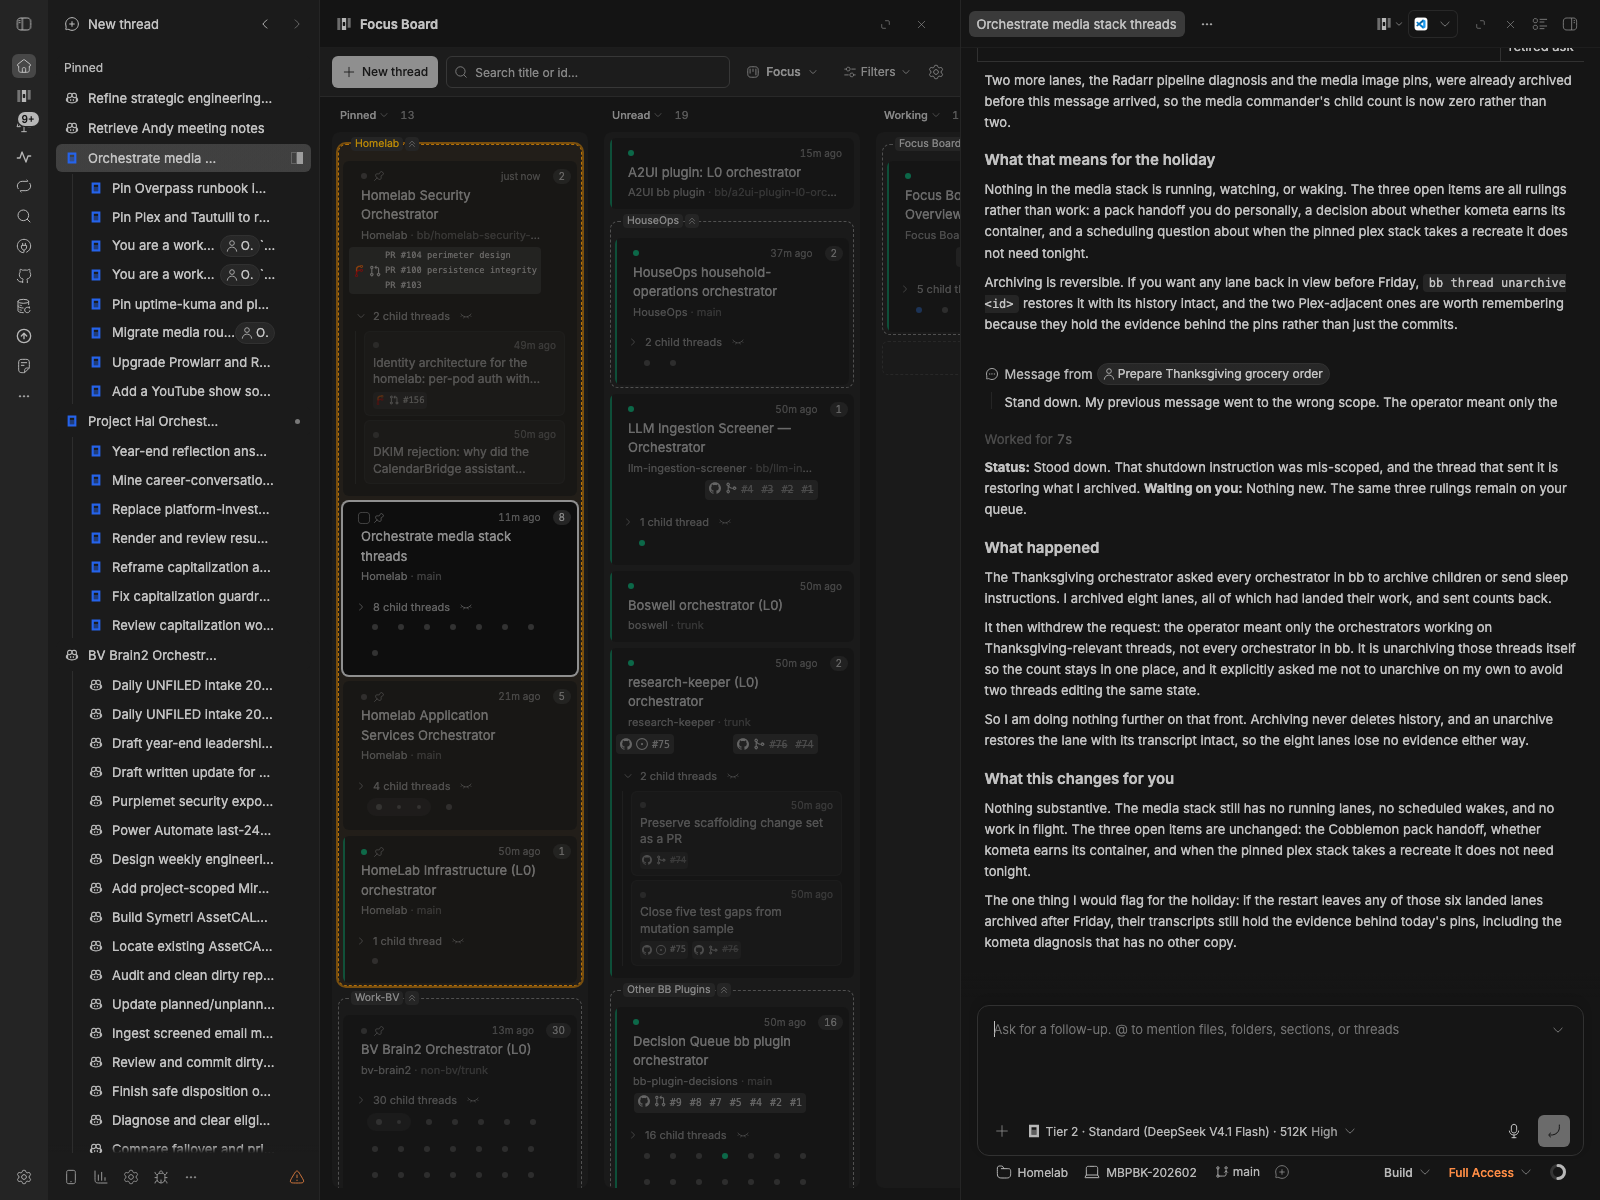 New thread
Pinned
Refine strategic engineering...
Retrieve Andy meeting notes
Orchestrate media ...
Pin Overpass runbook i...
Pin Plex and Tautulli to r...
You are a work... O. `...
You are a work... O. `...
Pin uptime-kuma and pl...
Migrate media rou... O.
Upgrade Prowlarr and R...
Add a YouTube show so...
Project Hal Orchest...
Year-end reflection ans...
Mine career-conversatio...
Replace platform-invest...
Render and review resu...
Reframe capitalization a...
Fix capitalization guardr...
Review capitalization wo...
BV Brain2 Orchestr...
Daily UNFILED intake 20...
Daily UNFILED intake 20...
Draft year-end leadershi...
Draft written update for ...
Purplemet security expo...
Power Automate last-24...
Design weekly engineeri...
Add project-scoped Mir...
Build Symetri AssetCAL...
Locate existing AssetCA...
Audit and clean dirty rep...
Update planned/unplann...
Ingest screened email m...
Review and commit dirty...
Finish safe disposition o...
Diagnose and clear eligi...
Compare failover and pri...
9+
Focus Board
New thread
Search title or id...
Focus
Filters
Pinned 13
Homelab
just now 2
Homelab Security
Orchestrator
Homelab · bb/homelab-security-...
PR #104 perimeter design
PR #100 persistence integrity
PR #103
2 child threads
49m ago
Identity architecture for the
homelab: per-pod auth with...
#156
50m ago
DKIM rejection: why did the
CalendarBridge assistant...
11m ago 8
Orchestrate media stack
threads
Homelab · main
8 child threads
21m ago 5
Homelab Application
Services Orchestrator
Homelab · main
4 child threads
50m ago 1
HomeLab Infrastructure (L0)
orchestrator
Homelab · main
1 child thread
Work-BV
13m ago 30
BV Brain2 Orchestrator (L0)
bv-brain2 · non-bv/trunk
30 child threads
Unread 19
15m ago
A2UI plugin: L0 orchestrator
A2UI bb plugin · bb/a2ui-plugin-l0-orc...
HouseOps
37m ago 2
HouseOps household-
operations orchestrator
HouseOps · main
2 child threads
50m ago 1
LLM Ingestion Screener —
Orchestrator
llm-ingestion-screener · bb/llm-in...
#4 #3 #2 #1
1 child thread
50m ago
Boswell orchestrator (L0)
boswell · trunk
50m ago 2
research-keeper (L0)
orchestrator
research-keeper · trunk
#75 #76 #74
2 child threads
50m ago
Preserve scaffolding change set
as a PR
#74
50m ago
Close five test gaps from
mutation sample
#75 #76
Other BB Plugins
50m ago 16
Decision Queue bb plugin
orchestrator
bb-plugin-decisions · main
#9 #8 #7 #5 #4 #2 #1
16 child threads
Working 1
Focus Board
Focus Bo
Overview
Focus Boa
5 child t
Orchestrate media stack threads
retired ask
Two more lanes, the Radarr pipeline diagnosis and the media image pins, were already archived
before this message arrived, so the media commander's child count is now zero rather than
two.
What that means for the holiday
Nothing in the media stack is running, watching, or waking. The three open items are all rulings
rather than work: a pack handoff you do personally, a decision about whether kometa earns its
container, and a scheduling question about when the pinned plex stack takes a recreate it does
not need tonight.
Archiving is reversible. If you want any lane back in view before Friday, bb thread unarchive
<id> restores it with its history intact, and the two Plex-adjacent ones are worth remembering
because they hold the evidence behind the pins rather than just the commits.
Message from Prepare Thanksgiving grocery order
Stand down. My previous message went to the wrong scope. The operator meant only the
Worked for 7s
Status: Stood down. That shutdown instruction was mis-scoped, and the thread that sent it is
restoring what I archived. Waiting on you: Nothing new. The same three rulings remain on your
queue.
What happened
The Thanksgiving orchestrator asked every orchestrator in bb to archive children or send sleep
instructions. I archived eight lanes, all of which had landed their work, and sent counts back.
It then withdrew the request: the operator meant only the orchestrators working on
Thanksgiving-relevant threads, not every orchestrator in bb. It is unarchiving those threads itself
so the count stays in one place, and it explicitly asked me not to unarchive on my own to avoid
two threads editing the same state.
So I am doing nothing further on that front. Archiving never deletes history, and an unarchive
restores the lane with its transcript intact, so the eight lanes lose no evidence either way.
What this changes for you
Nothing substantive. The media stack still has no running lanes, no scheduled wakes, and no
work in flight. The three open items are unchanged: the Cobblemon pack handoff, whether
kometa earns its container, and when the pinned plex stack takes a recreate it does not need
tonight.
The one thing I would flag for the holiday: if the restart leaves any of those six landed lanes
archived after Friday, their transcripts still hold the evidence behind today's pins, including the
kometa diagnosis that has no other copy.
Ask for a follow-up. @ to mention files, folders, sections, or threads
Tier 2 · Standard (DeepSeek V4.1 Flash) · 512K High
Homelab
MBPBK-202602
main
Build
Full Access